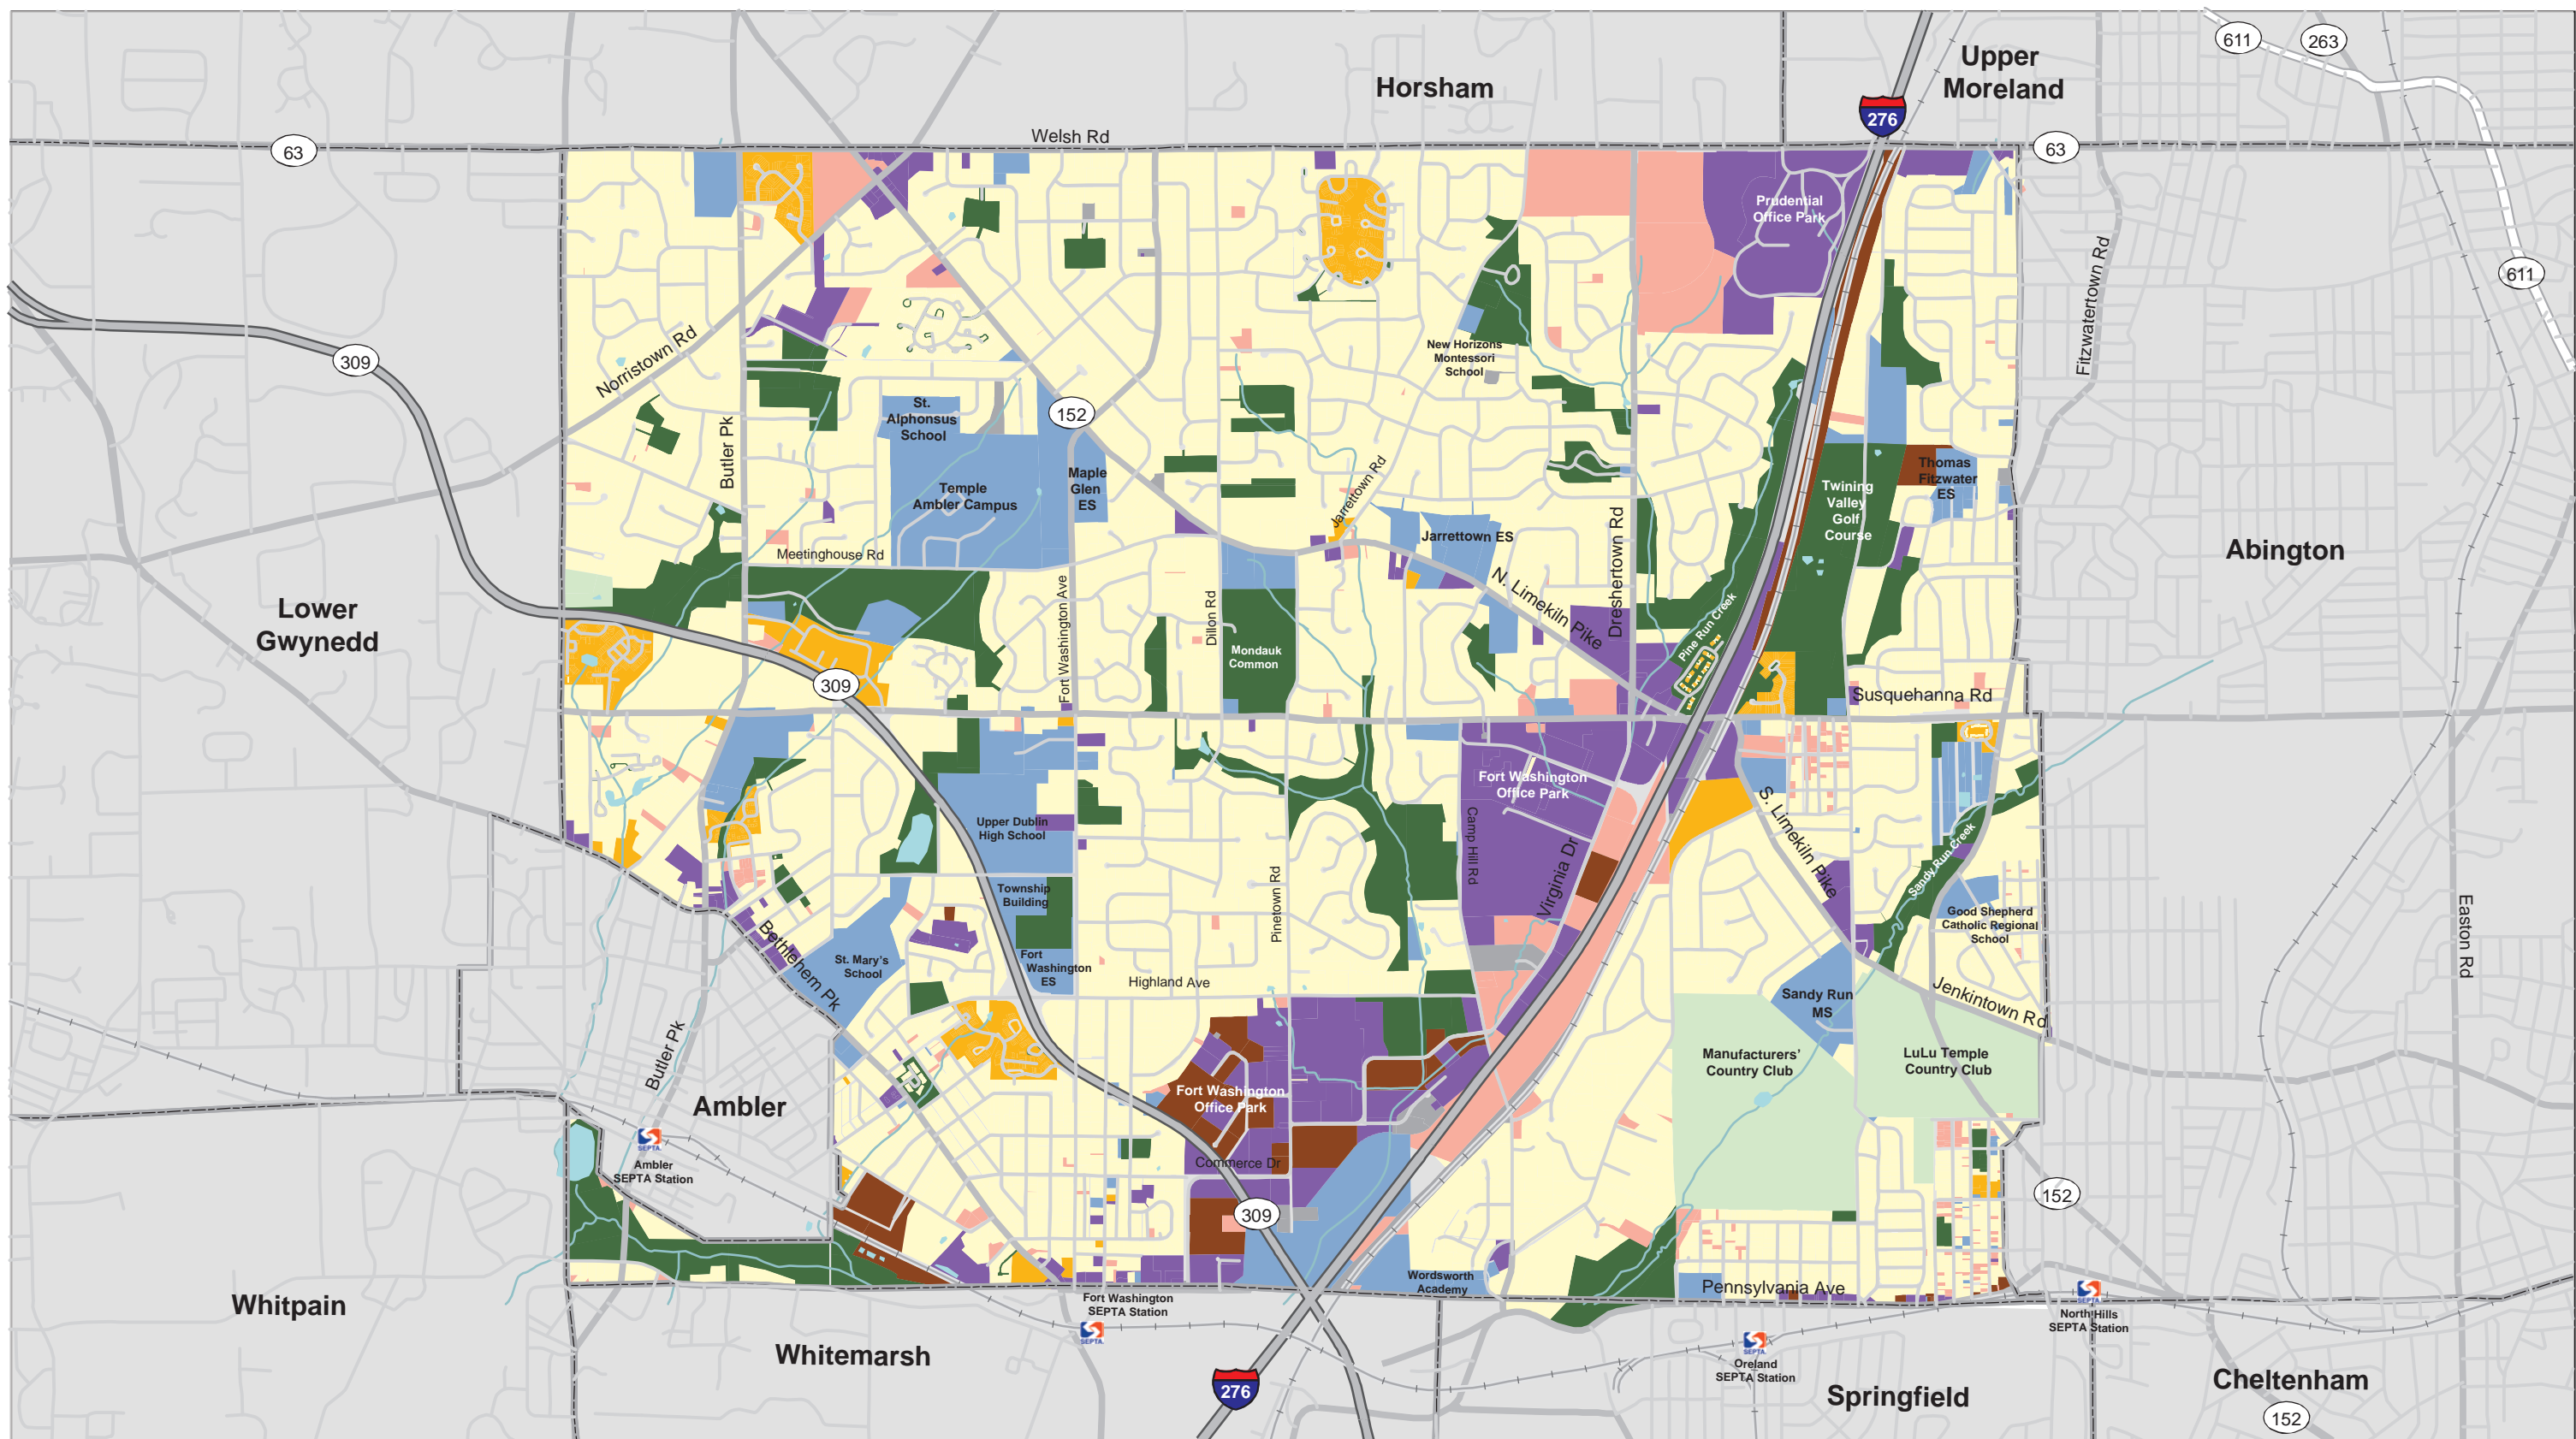 Horsham
Upper
Moreland
611
263
276
Welsh Rd
63
63
Prudential
Office Park
Fitzwatertown Rd
611
309
Norristown Rd
New Horizons
Montessori
School
St.
Alphonsus
School
152
Butler Pk
Maple
Glen
ES
Temple
Ambler Campus
Jarrettown Rd
Thomas
Fitzwater
ES
Twining
Valley
Golf
Course
Jarrettown ES
Meetinghouse Rd
Abington
Dreshertown Rd
N. Limekiln Pike
Lower
Gwynedd
Fort Washington Ave
Dillon Rd
Mondauk
Common
Pine Run Creek
309
Susquehanna Rd
Fort Washington
Office Park
S. Limekiln Pike
Upper Dublin
High School
Camp Hill Rd
Virginia Dr
Sandy Run Creek
Township
Building
Pinetown Rd
Good Shepherd
Catholic Regional
School
Easton Rd
Bethlehem Pk
St. Mary's
School
Fort
Washington
ES
Highland Ave
Sandy Run
MS
Jenkintown Rd
Butler Pk
Manufacturers'
Country Club
LuLu Temple
Country Club
Ambler
Fort Washington
Office Park
SEPTA
Ambler
SEPTA Station
Commerce Dr
152
309
Whitpain
Wordsworth
Academy
Pennsylvania Ave
Fort Washington
SEPTA Station
SEPTA
SEPTA
North Hills
SEPTA Station
Whitemarsh
SEPTA
Oreland
SEPTA Station
276
Springfield
Cheltenham
152